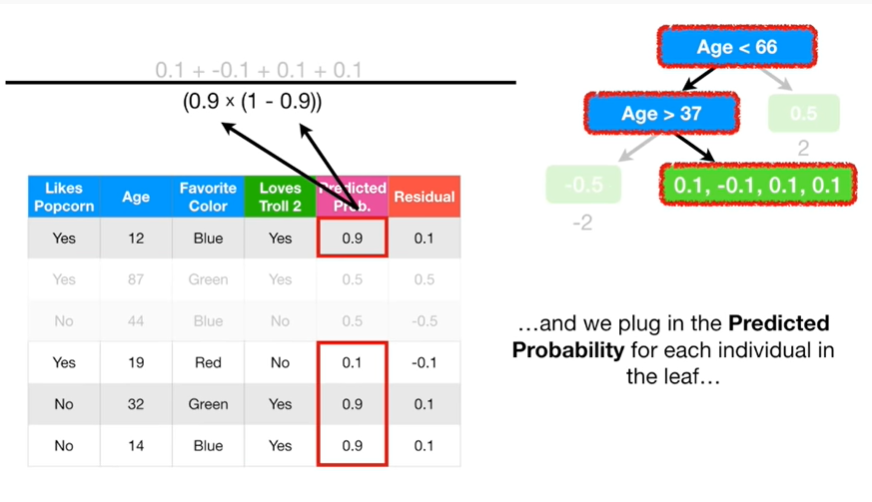 0.1 + -0.1 + 0.1 + 0.1
(0.9 × (1 - 0.9))
Likes Popcorn Age Favorite Color Loves Troll 2 Predicted Prob. Residual
Yes 12 Blue Yes 0.9 0.1
Yes 87 Green Yes 0.5 0.5
No 44 Blue No 0.5 -0.5
Yes 19 Red No 0.1 -0.1
No 32 Green Yes 0.9 0.1
No 14 Blue Yes 0.9 0.1
Age < 66
Age > 37
0.5
2
-0.5
-2
0.1, -0.1, 0.1, 0.1
...and we plug in the Predicted
Probability for each individual in
the leaf...